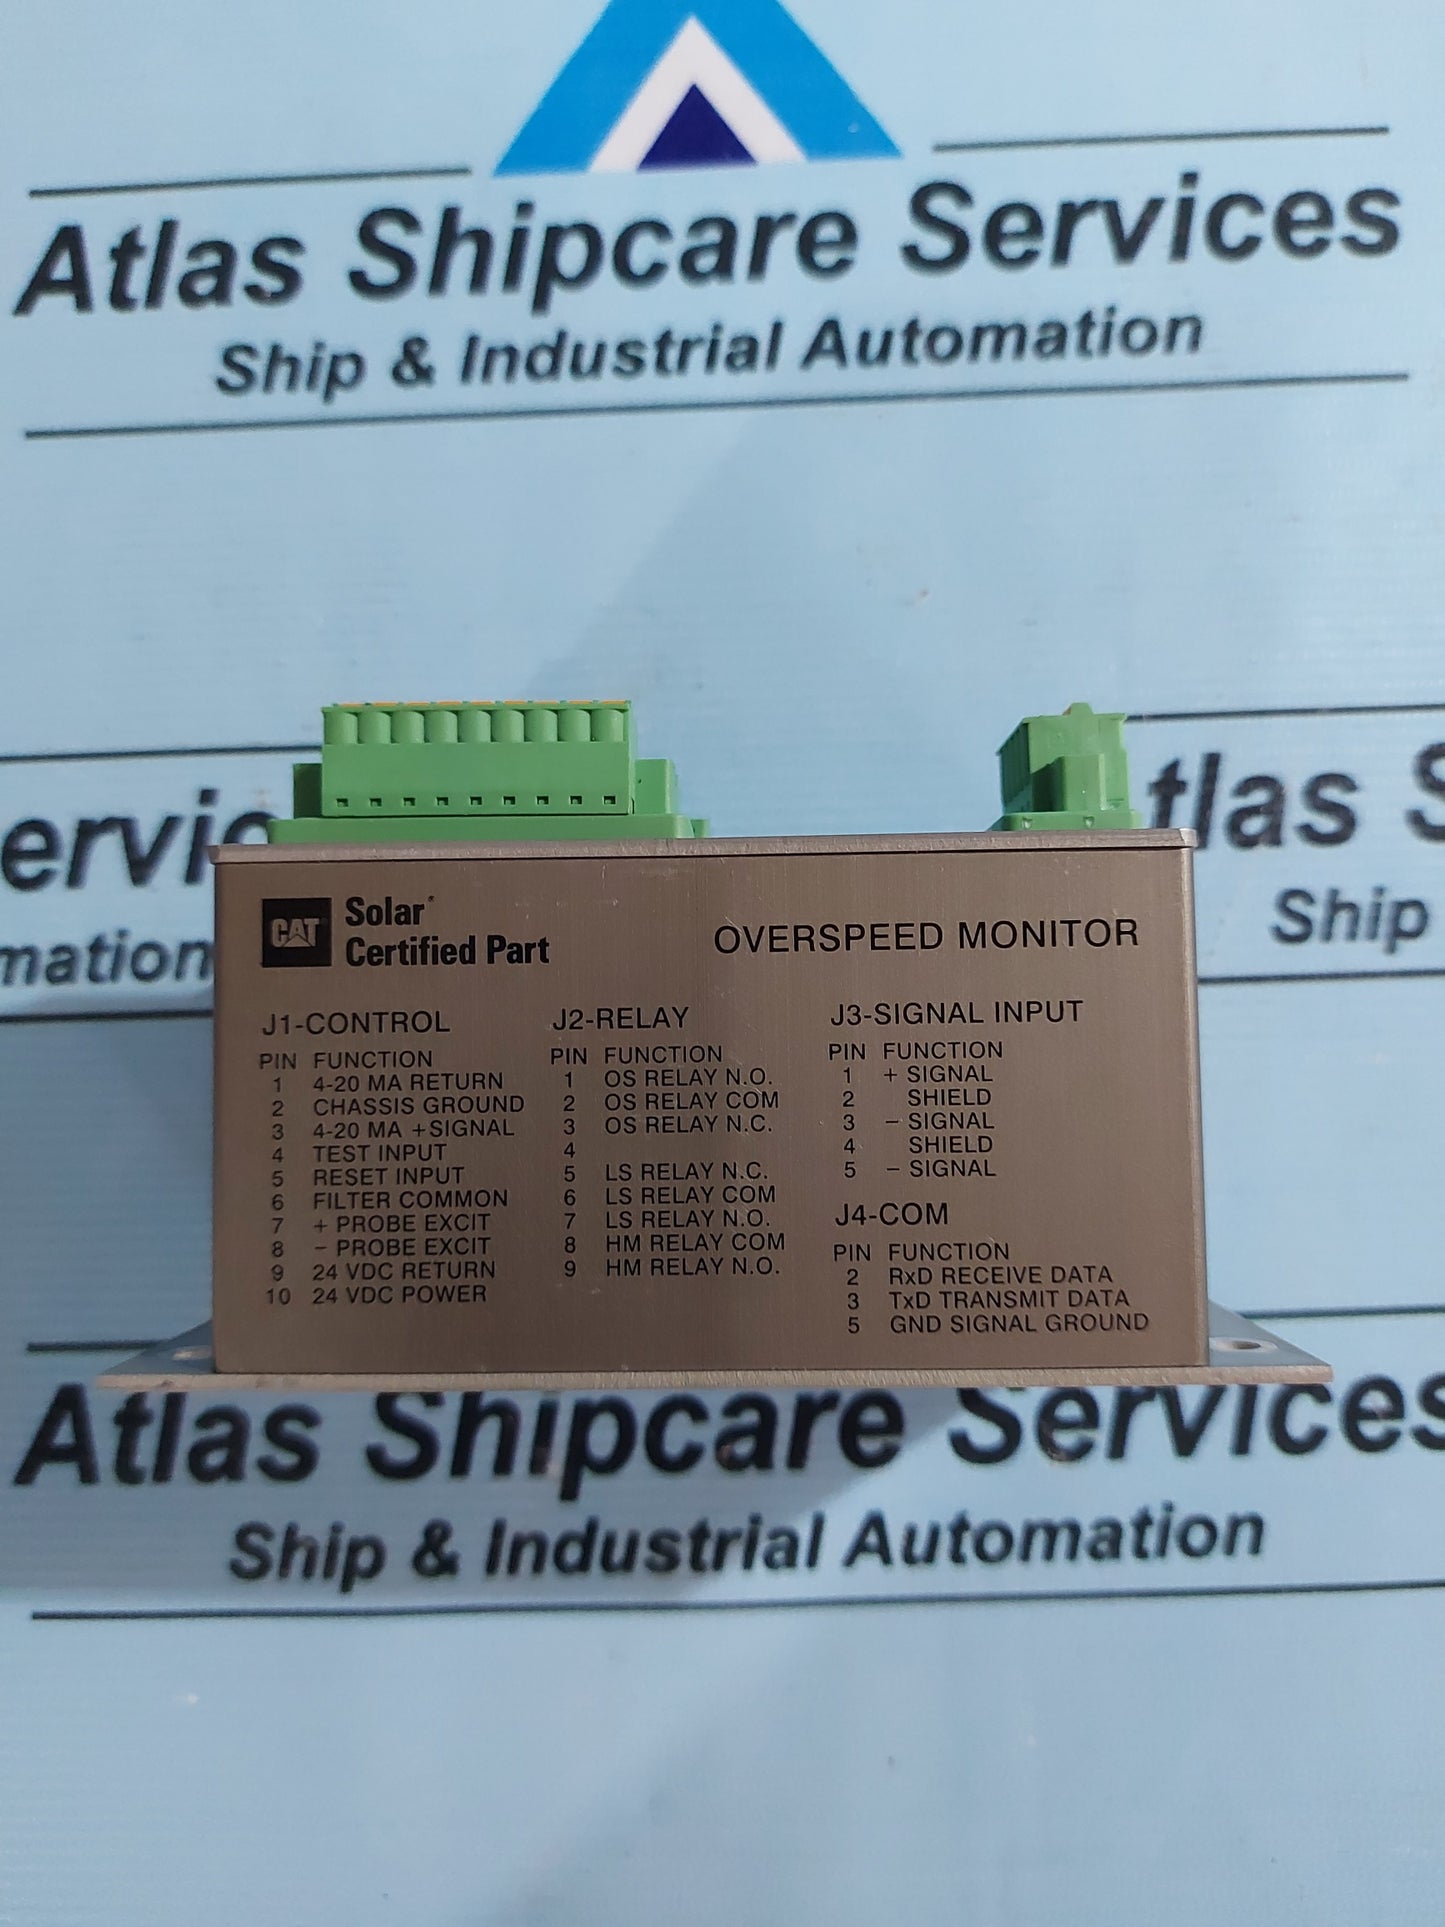 Atlas Shipcare Services
Ship & Industrial Automation
ervic
mation
tlas S
Ship
CAT
Solar
Certified Part
OVERSPEED MONITOR
J1-CONTROL
PIN FUNCTION
1 4-20 MA RETURN
2 CHASSIS GROUND
3 4-20 MA +SIGNAL
4 TEST INPUT
5 RESET INPUT
6 FILTER COMMON
7 + PROBE EXCIT
8 - PROBE EXCIT
9 24 VDC RETURN
10 24 VDC POWER
J2-RELAY
PIN FUNCTION
1 OS RELAY N.O.
2 OS RELAY COM
3 OS RELAY N.C.
4
5 LS RELAY N.C.
6 LS RELAY COM
7 LS RELAY N.O.
8 HM RELAY COM
9 HM RELAY N.O.
J3-SIGNAL INPUT
PIN FUNCTION
1 + SIGNAL
2 SHIELD
3 - SIGNAL
4 SHIELD
5 - SIGNAL
J4-COM
PIN FUNCTION
2 RxD RECEIVE DATA
3 TxD TRANSMIT DATA
5 GND SIGNAL GROUND
Atlas Shipcare Services
Ship & Industrial Automation